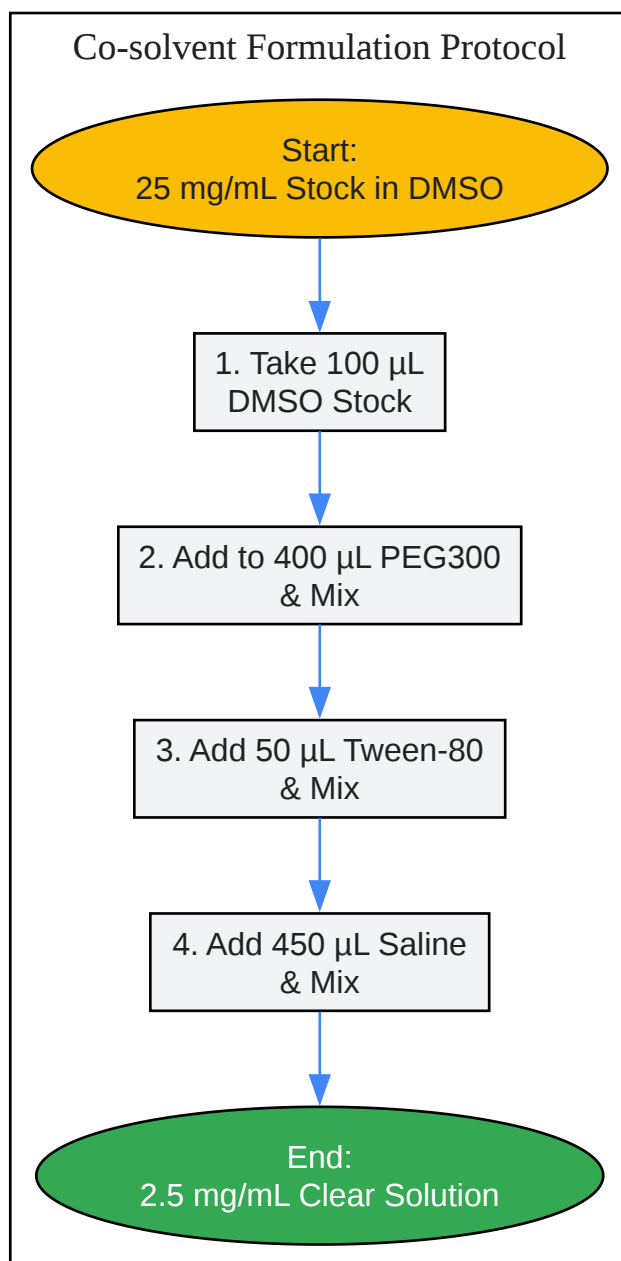 Co-solvent Formulation Protocol
Start:
25 mg/mL Stock in DMSO
1. Take 100 µL
DMSO Stock
2. Add to 400 µL PEG300
& Mix
3. Add 50 µL Tween-80
& Mix
4. Add 450 µL Saline
& Mix
End:
2.5 mg/mL Clear Solution